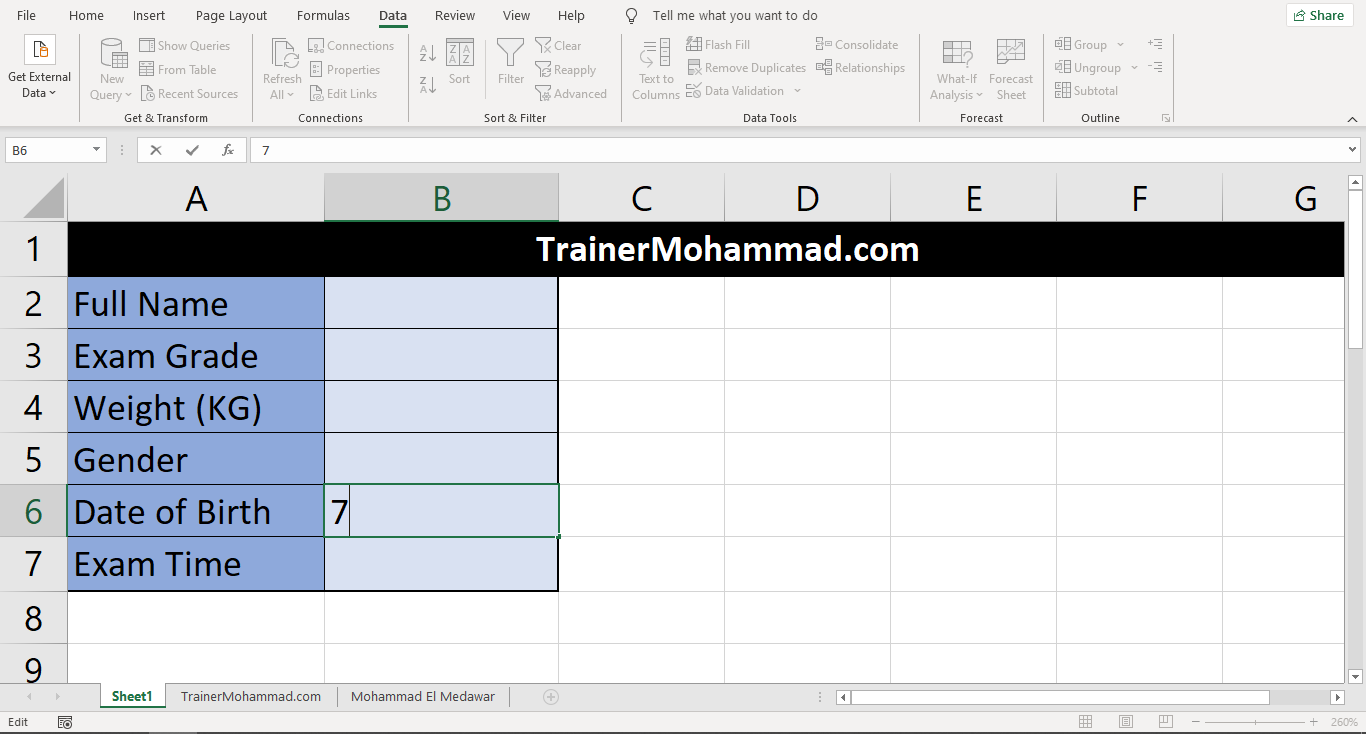 File Home Insert Page Layout Formulas Data Review View Help Tell me what you want to do Share
Get External Data
New Query
Show Queries
From Table
Recent Sources
Get & Transform
Refresh All
Connections
Properties
Edit Links
Connections
A Z
Z A
Z A A Z
Sort
Filter
Clear
Reapply
Advanced
Sort & Filter
Text to Columns
Flash Fill
Remove Duplicates
Data Validation
Consolidate
Relationships
Data Tools
What-If Analysis
Forecast Sheet
Forecast
Group
Ungroup
Subtotal
Outline
B6 fx 7
A B C D E F G
1 TrainerMohammad.com
2 Full Name
3 Exam Grade
4 Weight (KG)
5 Gender
6 Date of Birth 7
7 Exam Time
8
9
Sheet1 TrainerMohammad.com Mohammad El Medawar
Edit 260%